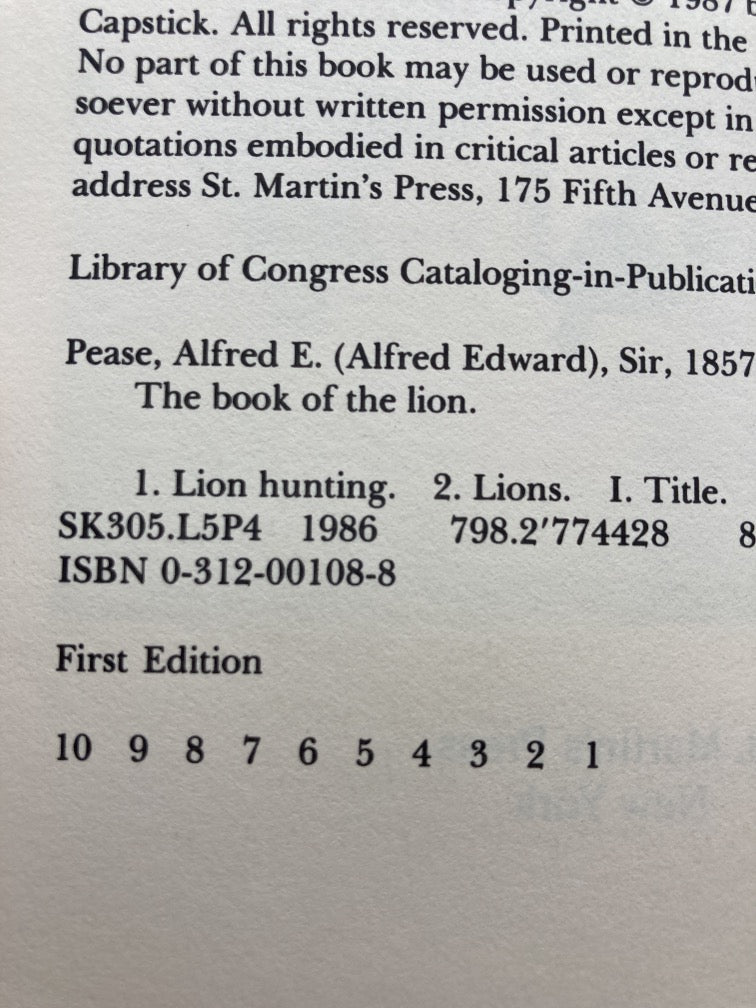 © 1987
Capstick. All rights reserved. Printed in the
No part of this book may be used or reprod
soever without written permission except in
quotations embodied in critical articles or re
address St. Martin's Press, 175 Fifth Avenue
Library of Congress Cataloging-in-Publicati
Pease, Alfred E. (Alfred Edward), Sir, 1857
The book of the lion.
1. Lion hunting. 2. Lions. I. Title.
SK305.L5P4 1986 798.2'774428 8
ISBN 0-312-00108-8
First Edition
10 9 8 7 6 5 4 3 2 1